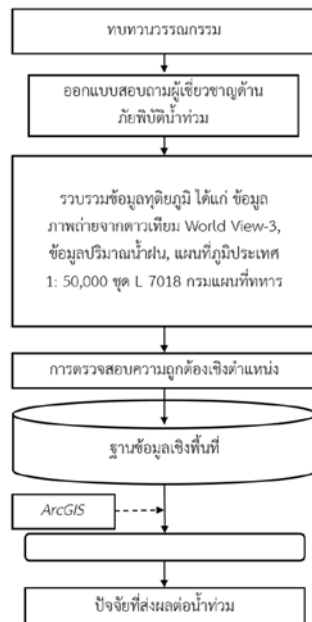 ทบทวนวรรณกรรม
ออกแบบสอบถามผู้เชี่ยวชาญด้าน
ภัยพิบัติน้ำท่วม
รวบรวมข้อมูลทุติยภูมิ ได้แก่ ข้อมูล
ภาพถ่ายจากดาวเทียม World View-3,
ข้อมูลปริมาณน้ำฝน, แผนที่ภูมิประเทศ
1: 50,000 ชุด L 7018 กรมแผนที่ทหาร
การตรวจสอบความถูกต้องเชิงตำแหน่ง
ฐานข้อมูลเชิงพื้นที่
ArcGIS
ปัจจัยที่ส่งผลต่อน้ำท่วม